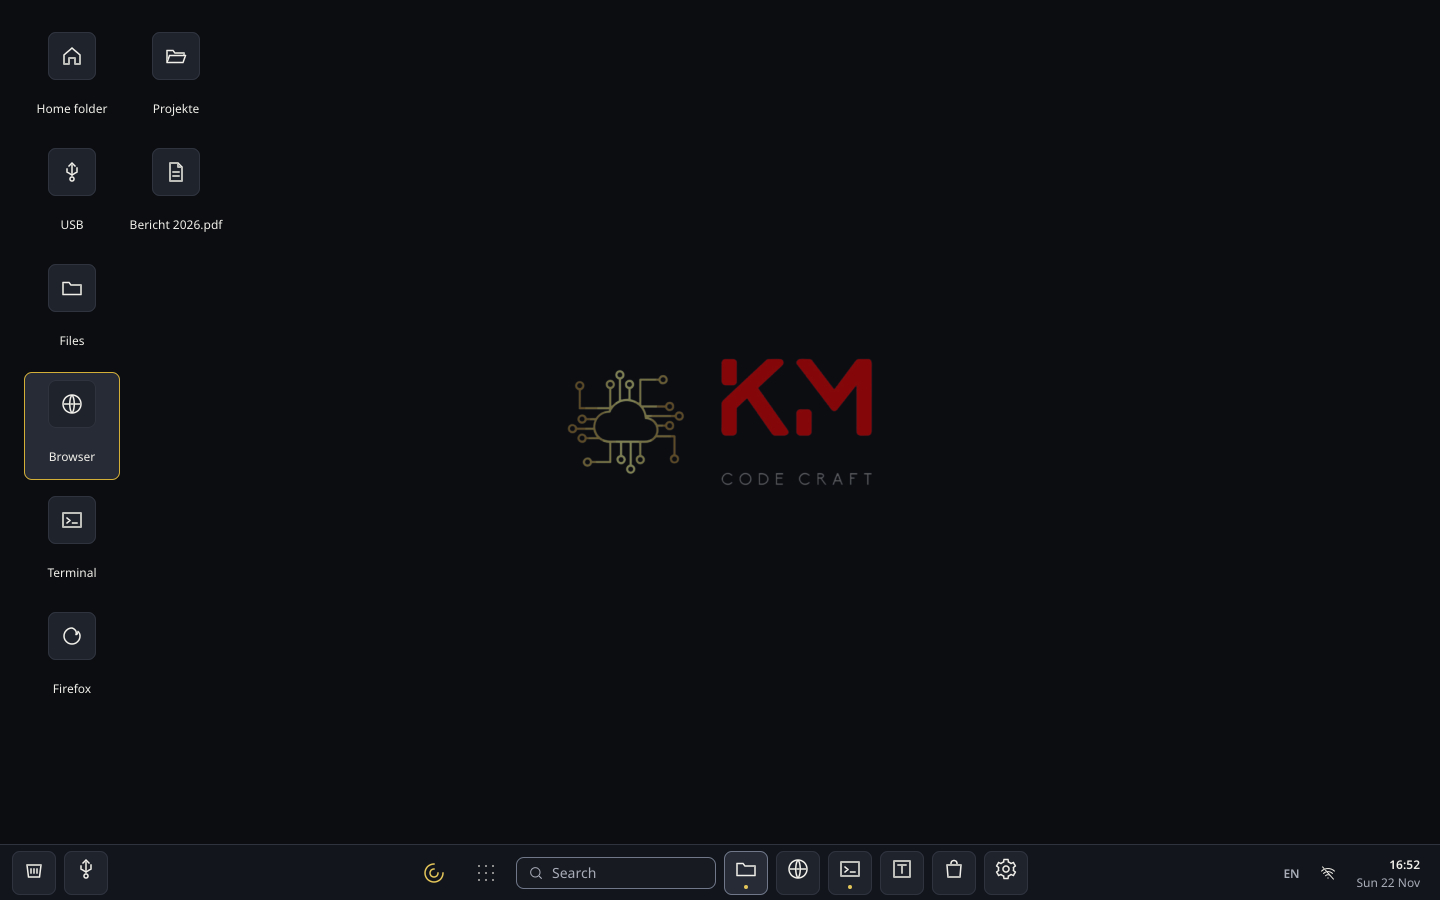 Home folder
Projekte
USB
Bericht 2026.pdf
Files
Browser
Terminal
Firefox
KM
CODE CRAFT
Search
EN
16:52
Sun 22 Nov